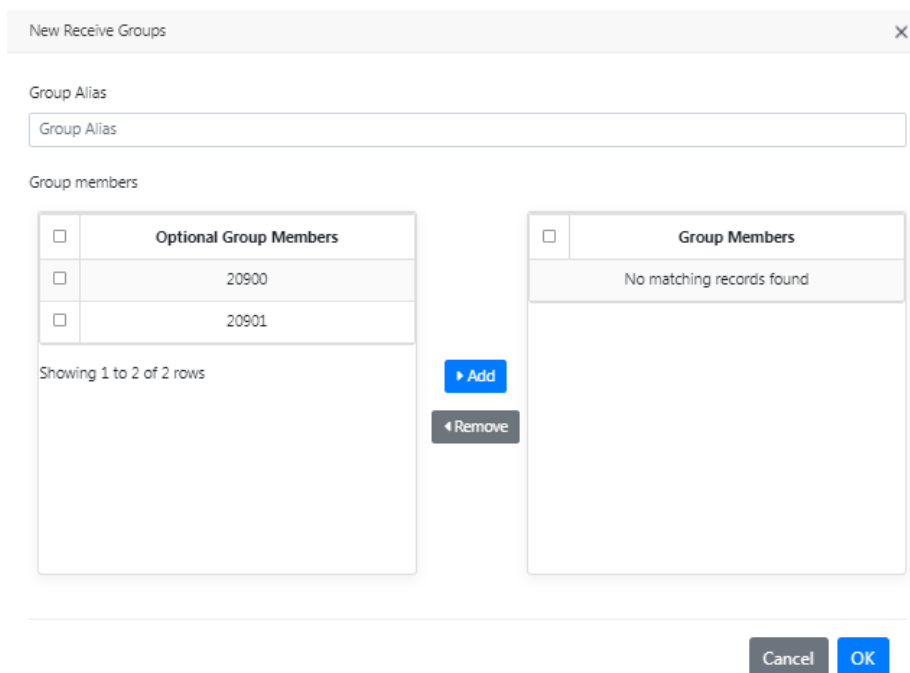 New Receive Groups
Group Alias
Group Alias
Group members
Optional Group Members
20900
20901
Showing 1 to 2 of 2 rows
Add
Remove
Group Members
No matching records found
Cancel
OK